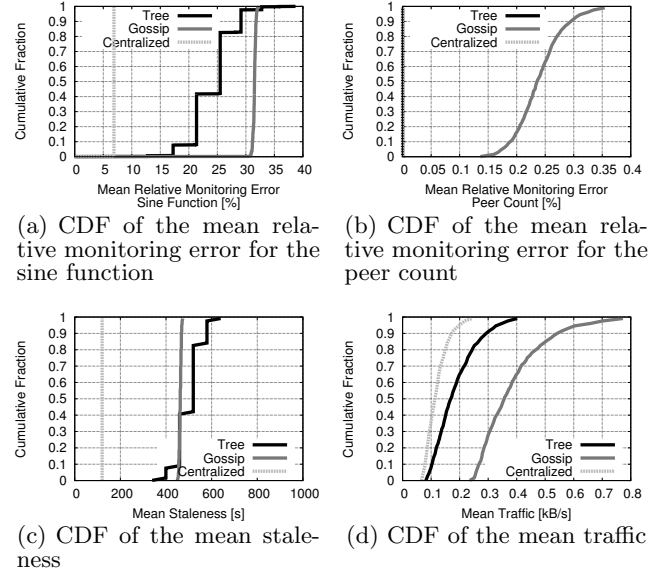 Cumulative Fraction
1
0.9
0.8
0.7
0.6
0.5
0.4
0.3
0.2
0.1
0
Tree
Gossip
Centralized
0 5 10 15 20 25 30 35 40
Mean Relative Monitoring Error
Sine Function [%]
(a) CDF of the mean rela-
tive monitoring error for the
sine function
Cumulative Fraction
1
0.9
0.8
0.7
0.6
0.5
0.4
0.3
0.2
0.1
0
Tree
Gossip
Centralized
0 0.05 0.1 0.15 0.2 0.25 0.3 0.35 0.4
Mean Relative Monitoring Error
Peer Count [%]
(b) CDF of the mean rela-
tive monitoring error for the
peer count
Cumulative Fraction
1
0.9
0.8
0.7
0.6
0.5
0.4
0.3
0.2
0.1
0
Tree
Gossip
Centralized
0 200 400 600 800 1000
Mean Staleness [s]
(c) CDF of the mean stale-
ness
Cumulative Fraction
1
0.9
0.8
0.7
0.6
0.5
0.4
0.3
0.2
0.1
0
Tree
Gossip
Centralized
0 0.1 0.2 0.3 0.4 0.5 0.6 0.7 0.8
Mean Traffic [kB/s]
(d) CDF of the mean traffic